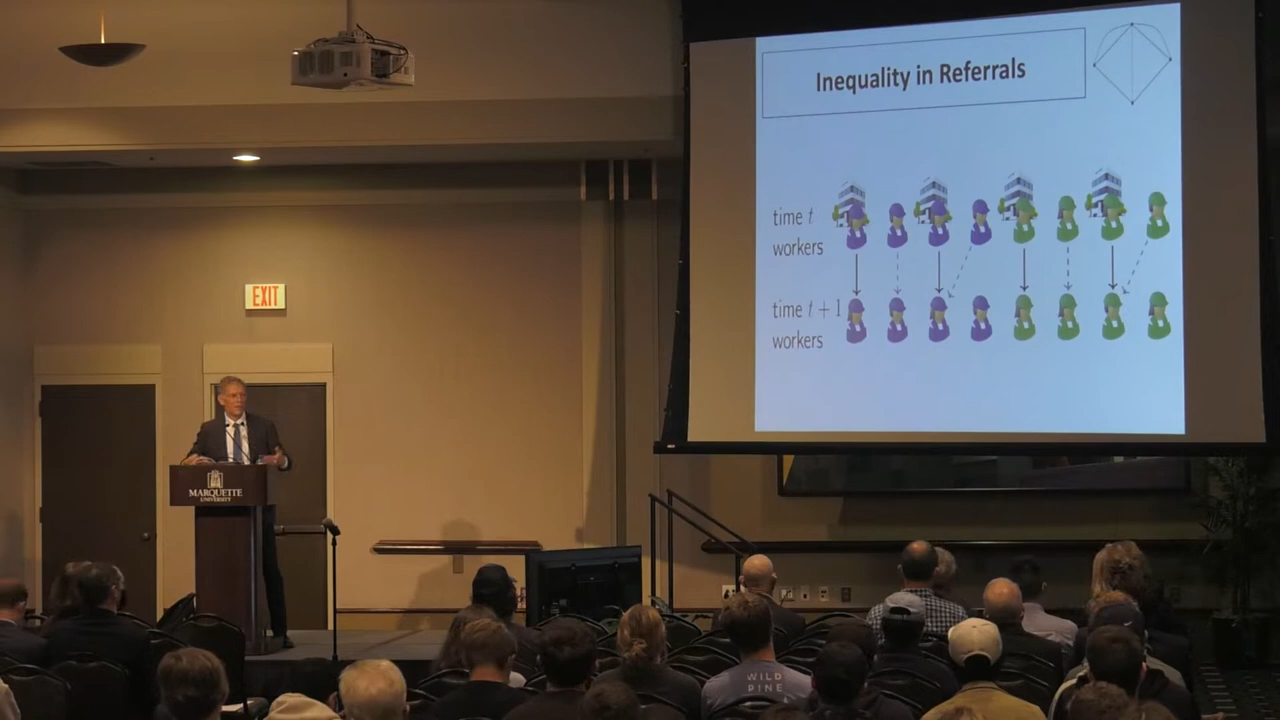 Inequality in Referrals
time t
workers
time t + 1
workers
EXIT
MARQUETTE
UNIVERSITY
WILD
PINE